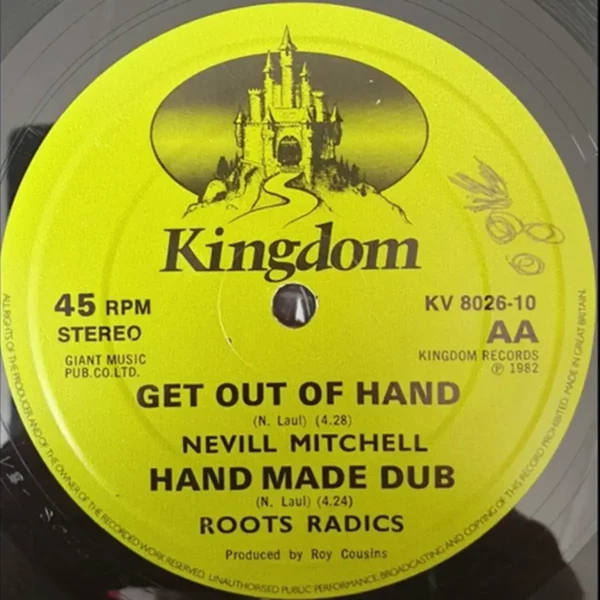 Kingdom
45 RPM
STEREO
GIANT MUSIC
PUB.CO.LTD.
KV 8026-10
AA
KINGDOM RECORDS
℗ 1982
GET OUT OF HAND
(N. Laul) (4.28)
NEVILL MITCHELL
HAND MADE DUB
(N. Laul) (4.24)
ROOTS RADICS
Produced by Roy Cousins
ALL RIGHTS OF THE PRODUCER AND OF THE OWNER OF THE RECORDED WORK RESERVED. UNAUTHORISED PUBLIC PERFORMANCE, BROADCASTING AND COPYING OF THIS RECORD PROHIBITED. MADE IN GREAT BRITAIN.